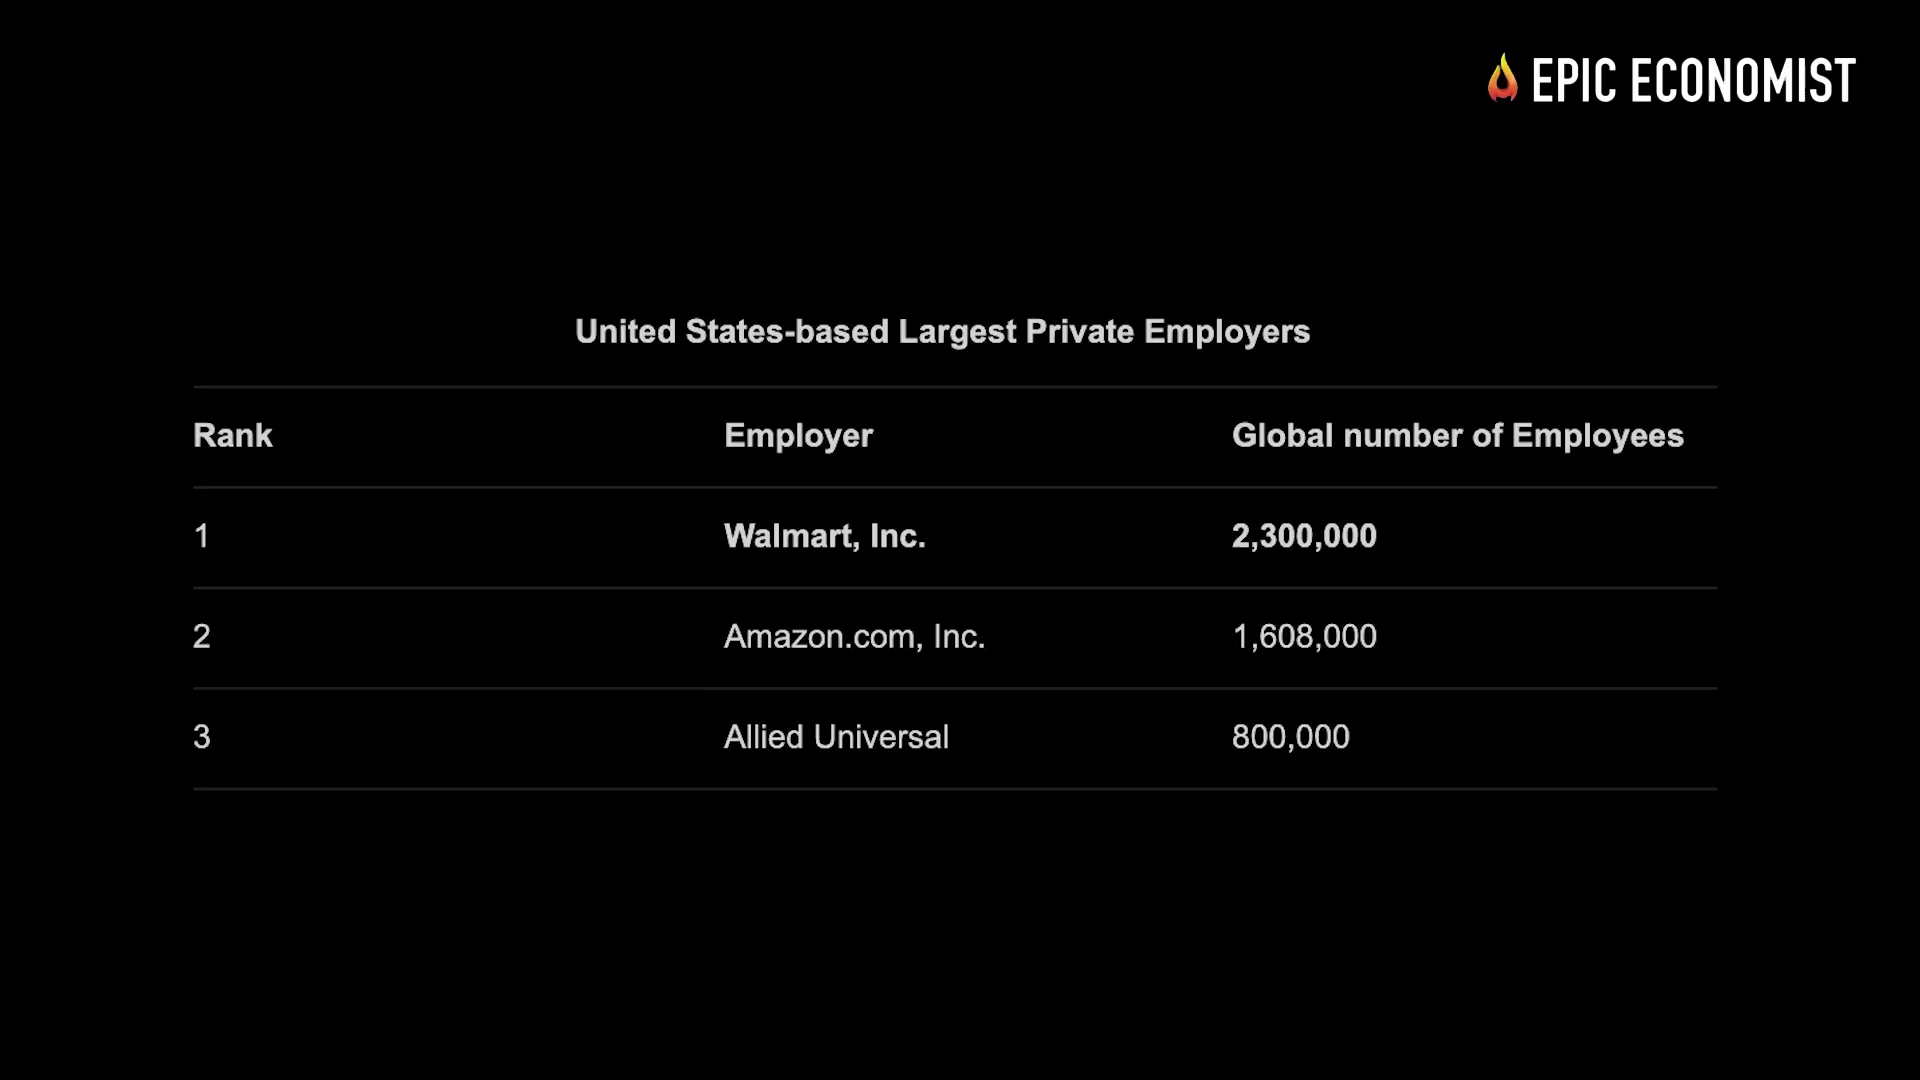 EPIC ECONOMIST
United States-based Largest Private Employers
Rank Employer Global number of Employees
1 Walmart, Inc. 2,300,000
2 Amazon.com, Inc. 1,608,000
3 Allied Universal 800,000